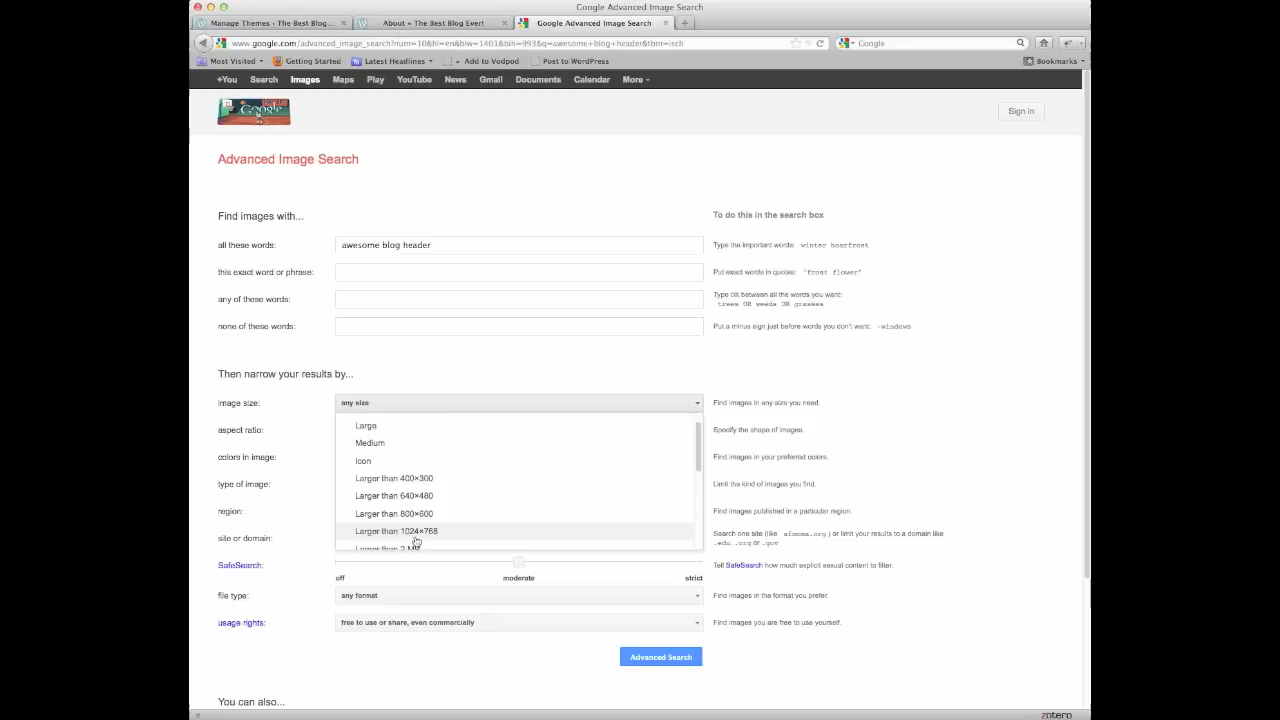 Google Advanced Image Search
Manage Themes ‹ The Best Blog... × About « The Best Blog Ever! × Google Advanced Image Search × +
www.google.com/advanced_image_search?num=10&hl=en&biw=1401&bih=993&q=awesome+blog+header&tbm=isch Google
Most Visited Getting Started Latest Headlines Add to Vodpod Post to WordPress Bookmarks
+You Search Images Maps Play YouTube News Gmail Documents Calendar More
Google Sign in
Advanced Image Search
Find images with... To do this in the search box
all these words: awesome blog header Type the important words: winter hoarfrost
this exact word or phrase: Put exact words in quotes: "frost flower"
any of these words: Type OR between all the words you want:
trees OR weeds OR grasses
none of these words: Put a minus sign just before words you don't want: -windows
Then narrow your results by...
image size: any size Find images in any size you need.
aspect ratio: Large Specify the shape of images.
Medium
colors in image: Icon Find images in your preferred colors.
type of image: Larger than 400×300 Limit the kind of images you find.
Larger than 640×480
region: Larger than 800×600 Find images published in a particular region.
site or domain: Larger than 1024×768 Search one site (like afmoma.org ) or limit your results to a domain like
.edu, .org or .gov
Larger than 2 MP
SafeSearch: Tell SafeSearch how much explicit sexual content to filter.
off moderate strict
file type: any format Find images in the format you prefer.
usage rights: free to use or share, even commercially Find images you are free to use yourself.
Advanced Search
You can also...
× zotero